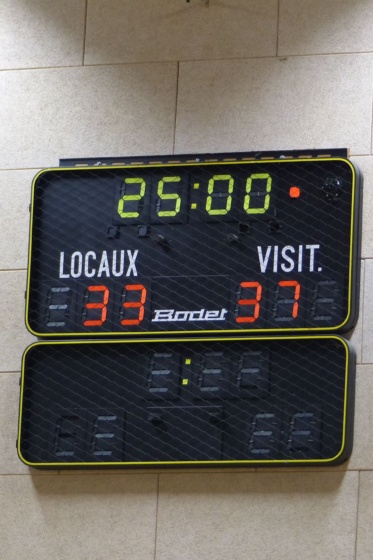 25:00
LOCAUX VISIT.
33 Bodet 37
: